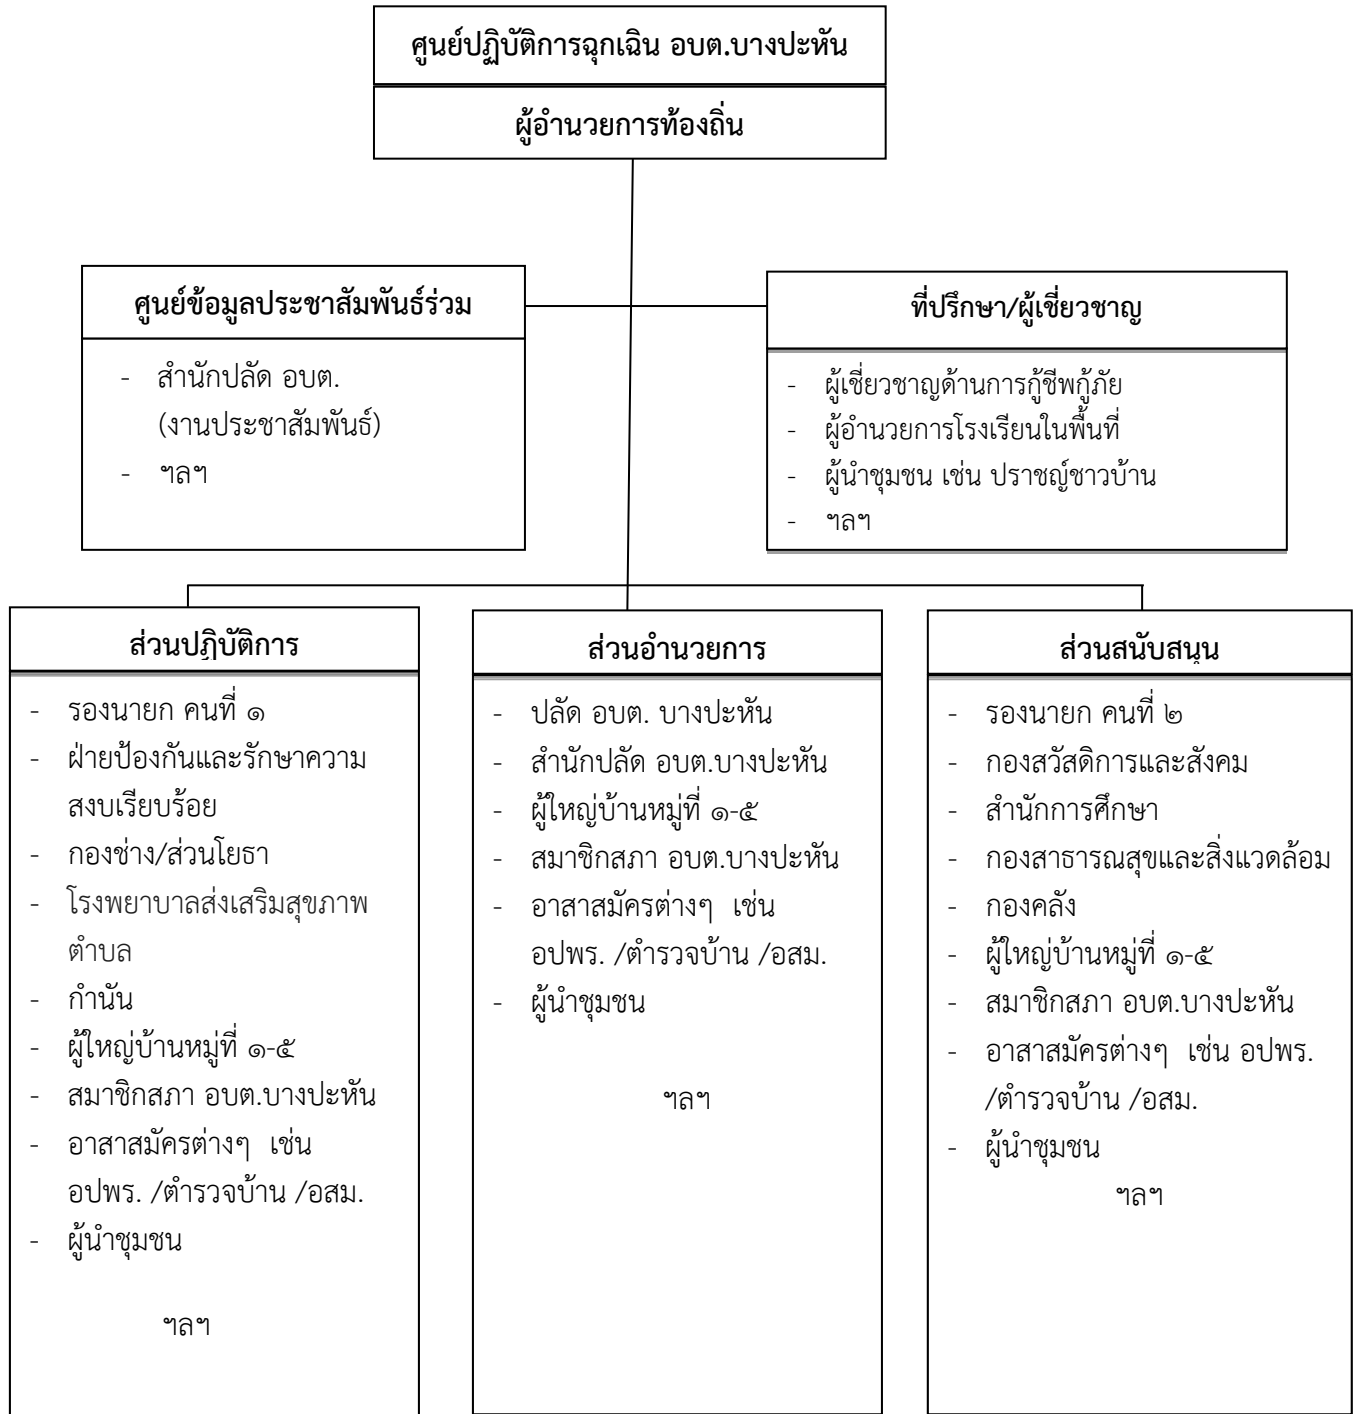 ศูนย์ปฏิบัติการฉุกเฉิน อบต.บางปะหัน
ผู้อำนวยการท้องถิ่น
ศูนย์ข้อมูลประชาสัมพันธ์ร่วม
- สำนักปลัด อบต.
(งานประชาสัมพันธ์)
- ฯลฯ
ที่ปรึกษา/ผู้เชี่ยวชาญ
- ผู้เชี่ยวชาญด้านการกู้ชีพกู้ภัย
- ผู้อำนวยการโรงเรียนในพื้นที่
- ผู้นำชุมชน เช่น ปราชญ์ชาวบ้าน
- ฯลฯ
ส่วนปฏิบัติการ
- รองนายก คนที่ ๑
- ฝ่ายป้องกันและรักษาความ
สงบเรียบร้อย
- กองช่าง/ส่วนโยธา
- โรงพยาบาลส่งเสริมสุขภาพ
ตำบล
- กำนัน
- ผู้ใหญ่บ้านหมู่ที่ ๑-๕
- สมาชิกสภา อบต.บางปะหัน
- อาสาสมัครต่างๆ เช่น
อปพร. /ตำรวจบ้าน /อสม.
- ผู้นำชุมชน
ฯลฯ
ส่วนอำนวยการ
- ปลัด อบต. บางปะหัน
- สำนักปลัด อบต.บางปะหัน
- ผู้ใหญ่บ้านหมู่ที่ ๑-๕
- สมาชิกสภา อบต.บางปะหัน
- อาสาสมัครต่างๆ เช่น
อปพร. /ตำรวจบ้าน /อสม.
- ผู้นำชุมชน
ฯลฯ
ส่วนสนับสนุน
- รองนายก คนที่ ๒
- กองสวัสดิการและสังคม
- สำนักการศึกษา
- กองสาธารณสุขและสิ่งแวดล้อม
- กองคลัง
- ผู้ใหญ่บ้านหมู่ที่ ๑-๕
- สมาชิกสภา อบต.บางปะหัน
- อาสาสมัครต่างๆ เช่น อปพร.
/ตำรวจบ้าน /อสม.
- ผู้นำชุมชน
ฯลฯ